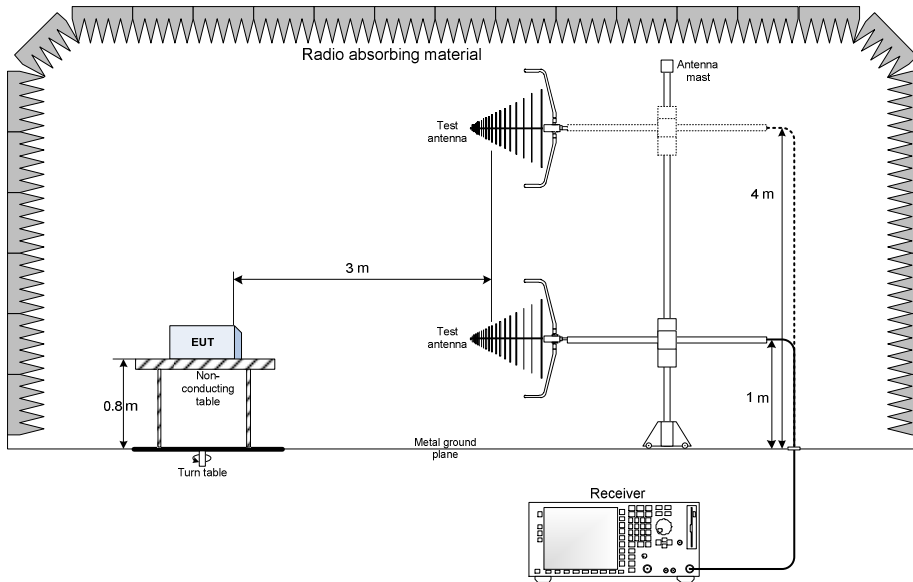 Radio absorbing material
Antenna
mast
Test
antenna
4 m
3 m
EUT
Test
antenna
Non-
conducting
table
0.8 m
1 m
Metal ground
plane
Turn table
Receiver